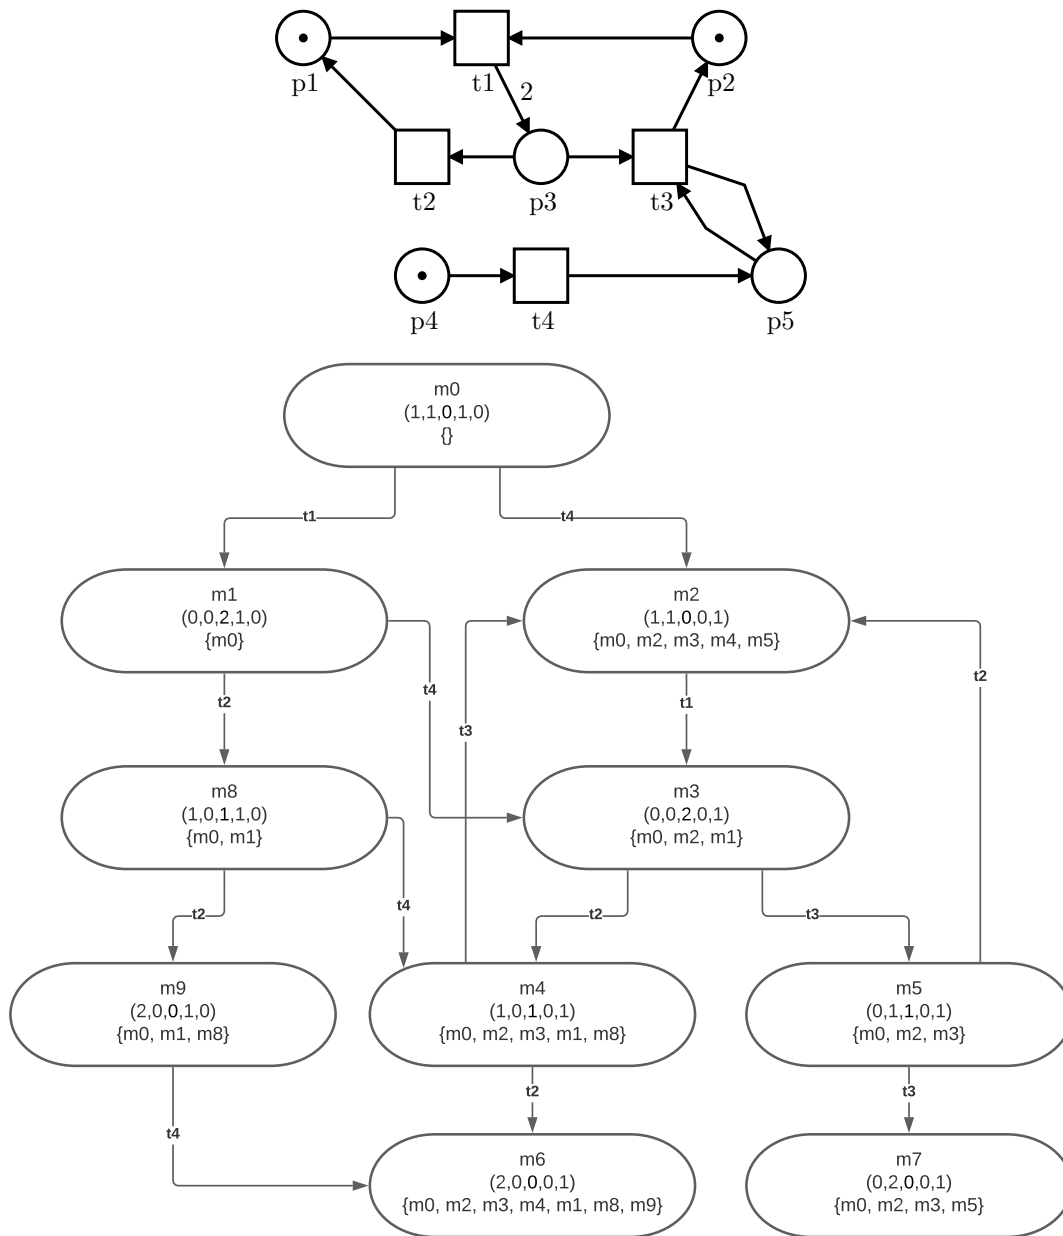 p1
t1
p2
2
t2
p3
t3
p4
t4
p5
m0
(1,1,0,1,0)
{}
t1
t4
m1
(0,0,2,1,0)
{m0}
m2
(1,1,0,0,1)
{m0, m2, m3, m4, m5}
t2
t4
t3
t1
t2
m8
(1,0,1,1,0)
{m0, m1}
m3
(0,0,2,0,1)
{m0, m2, m1}
t2
t4
t2
t3
m9
(2,0,0,1,0)
{m0, m1, m8}
m4
(1,0,1,0,1)
{m0, m2, m3, m1, m8}
m5
(0,1,1,0,1)
{m0, m2, m3}
t4
t2
t3
m6
(2,0,0,0,1)
{m0, m2, m3, m4, m1, m8, m9}
m7
(0,2,0,0,1)
{m0, m2, m3, m5}